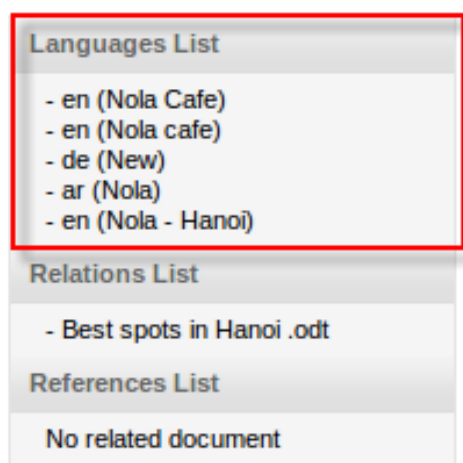 Languages List
- en (Nola Cafe)
- en (Nola cafe)
- de (New)
- ar (Nola)
- en (Nola - Hanoi)
Relations List
- Best spots in Hanoi .odt
References List
No related document